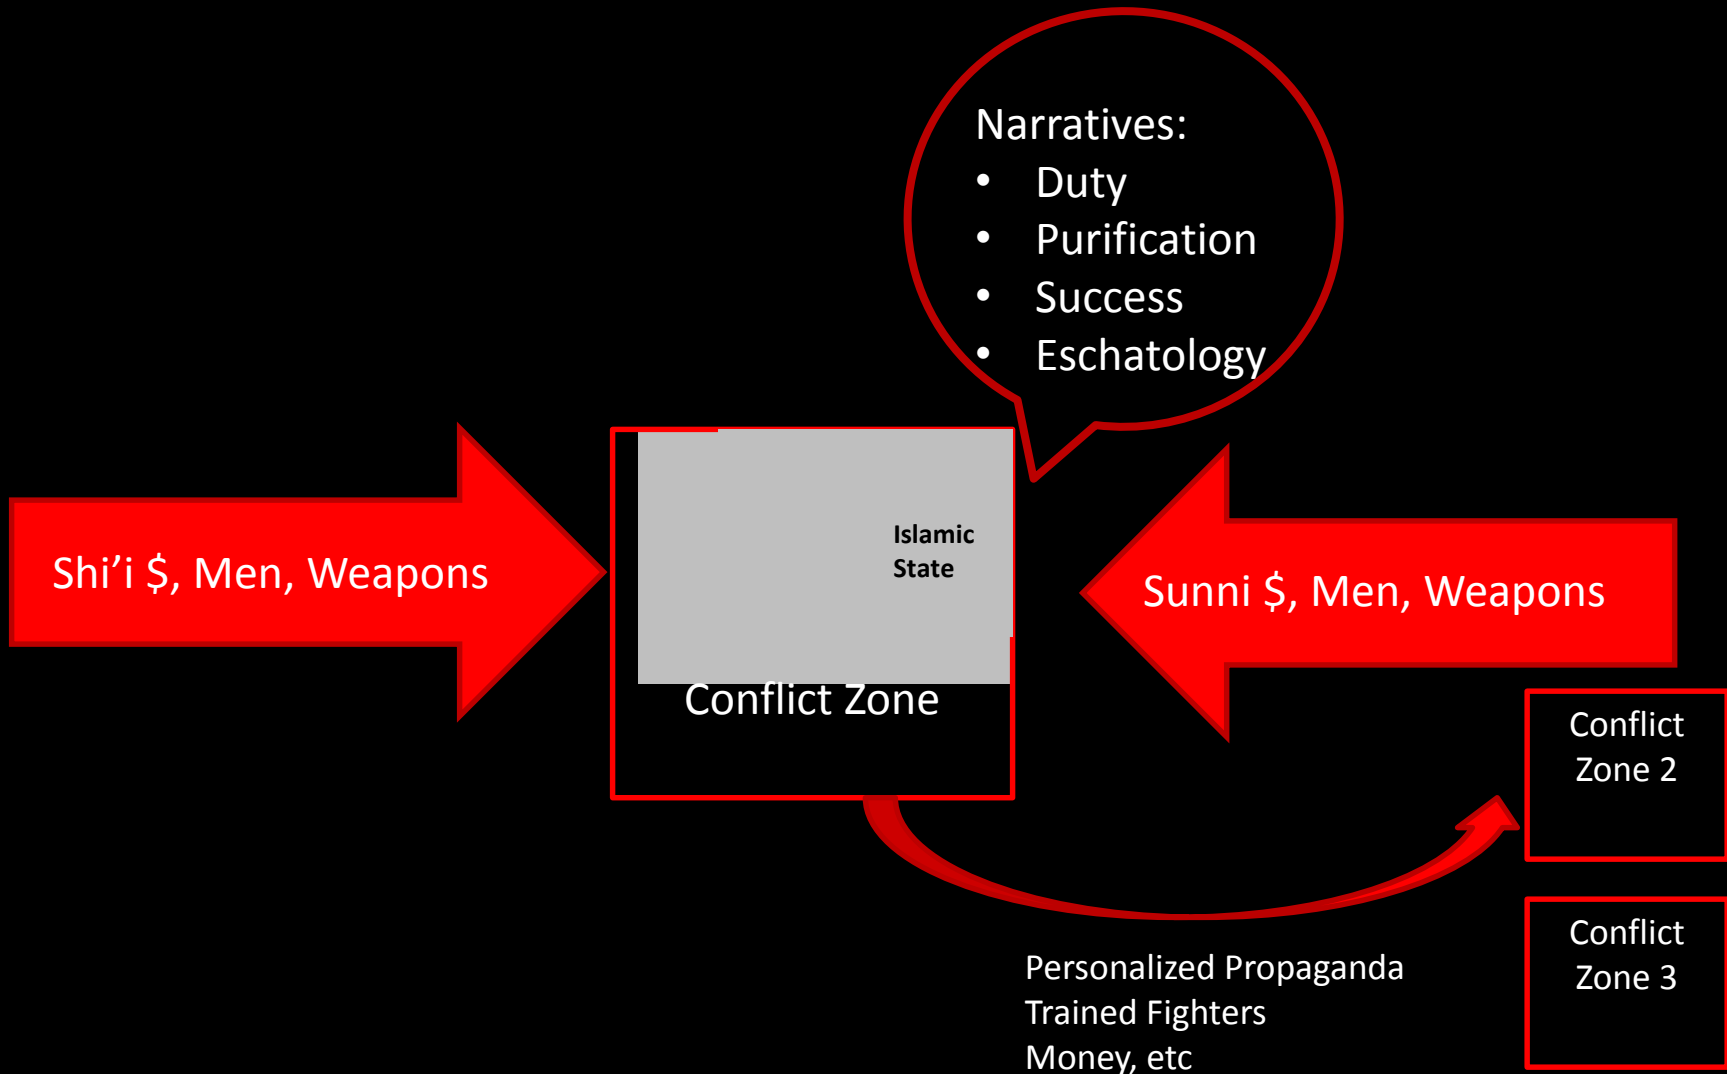 Narratives:
• Duty
• Purification
• Success
• Eschatology
Shi’i $, Men, Weapons
Islamic
State
Conflict Zone
Sunni $, Men, Weapons
Conflict
Zone 2
Conflict
Zone 3
Personalized Propaganda
Trained Fighters
Money, etc